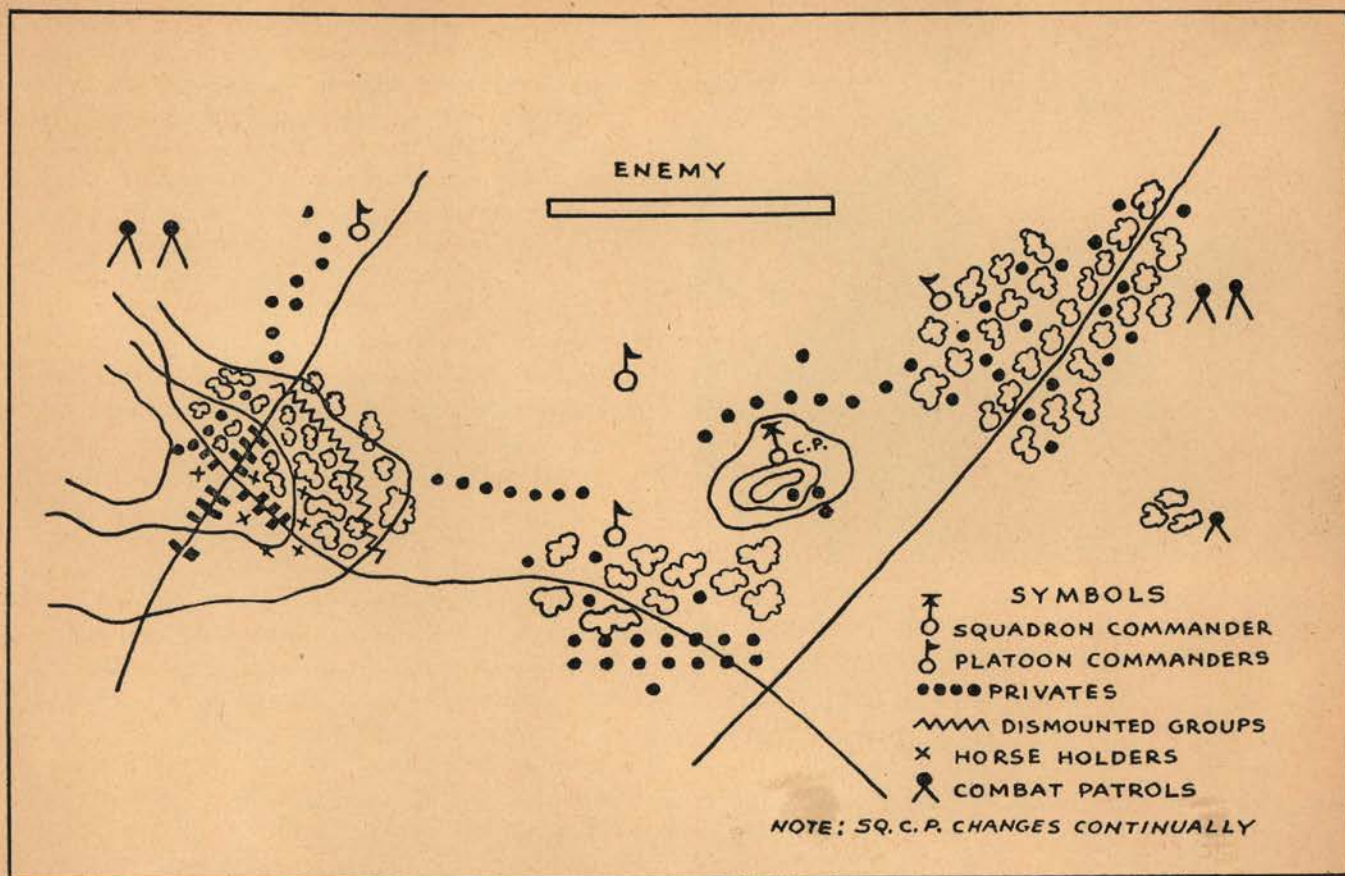 ENEMY
C.P.
SYMBOLS
SQUADRON COMMANDER
PLATOON COMMANDERS
PRIVATES
DISMOUNTED GROUPS
HORSE HOLDERS
COMBAT PATROLS
NOTE: SQ. C.P. CHANGES CONTINUALLY